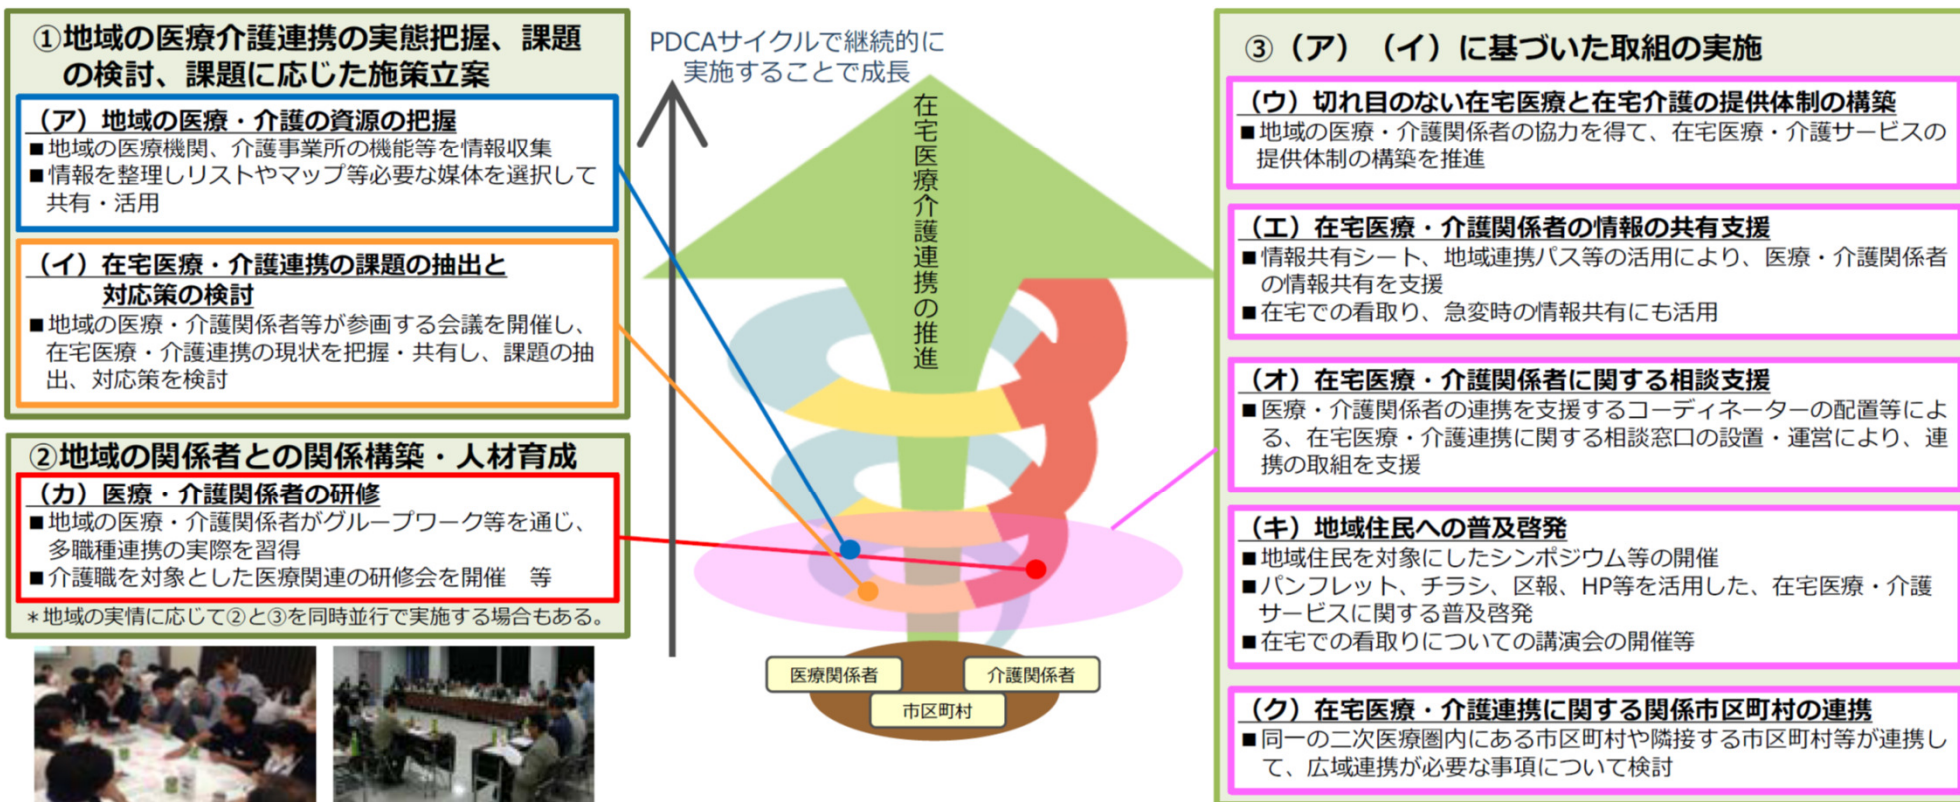 ①地域の医療介護連携の実態把握、課題
の検討、課題に応じた施策立案
（ア）地域の医療・介護の資源の把握
■地域の医療機関、介護事業所の機能等を情報収集
■情報を整理しリストやマップ等必要な媒体を選択して
共有・活用
（イ）在宅医療・介護連携の課題の抽出と
対応策の検討
■地域の医療・介護関係者等が参画する会議を開催し、
在宅医療・介護連携の現状を把握・共有し、課題の抽
出、対応策を検討
②地域の関係者との関係構築・人材育成
（カ）医療・介護関係者の研修
■地域の医療・介護関係者がグループワーク等を通じ、
多職種連携の実際を習得
■介護職を対象とした医療関連の研修会を開催　等
＊地域の実情に応じて②と③を同時並行で実施する場合もある。
PDCAサイクルで継続的に
実施することで成長
在宅医療介護連携の推進
医療関係者
介護関係者
市区町村
③（ア）（イ）に基づいた取組の実施
（ウ）切れ目のない在宅医療と在宅介護の提供体制の構築
■地域の医療・介護関係者の協力を得て、在宅医療・介護サービスの
提供体制の構築を推進
（エ）在宅医療・介護関係者の情報の共有支援
■情報共有シート、地域連携パス等の活用により、医療・介護関係者
の情報共有を支援
■在宅での看取り、急変時の情報共有にも活用
（オ）在宅医療・介護関係者に関する相談支援
■医療・介護関係者の連携を支援するコーディネーターの配置等によ
る、在宅医療・介護連携に関する相談窓口の設置・運営により、連
携の取組を支援
（キ）地域住民への普及啓発
■地域住民を対象にしたシンポジウム等の開催
■パンフレット、チラシ、区報、HP等を活用した、在宅医療・介護
サービスに関する普及啓発
■在宅での看取りについての講演会の開催等
（ク）在宅医療・介護連携に関する関係市区町村の連携
■同一の二次医療圏内にある市区町村や隣接する市区町村等が連携し
て、広域連携が必要な事項について検討